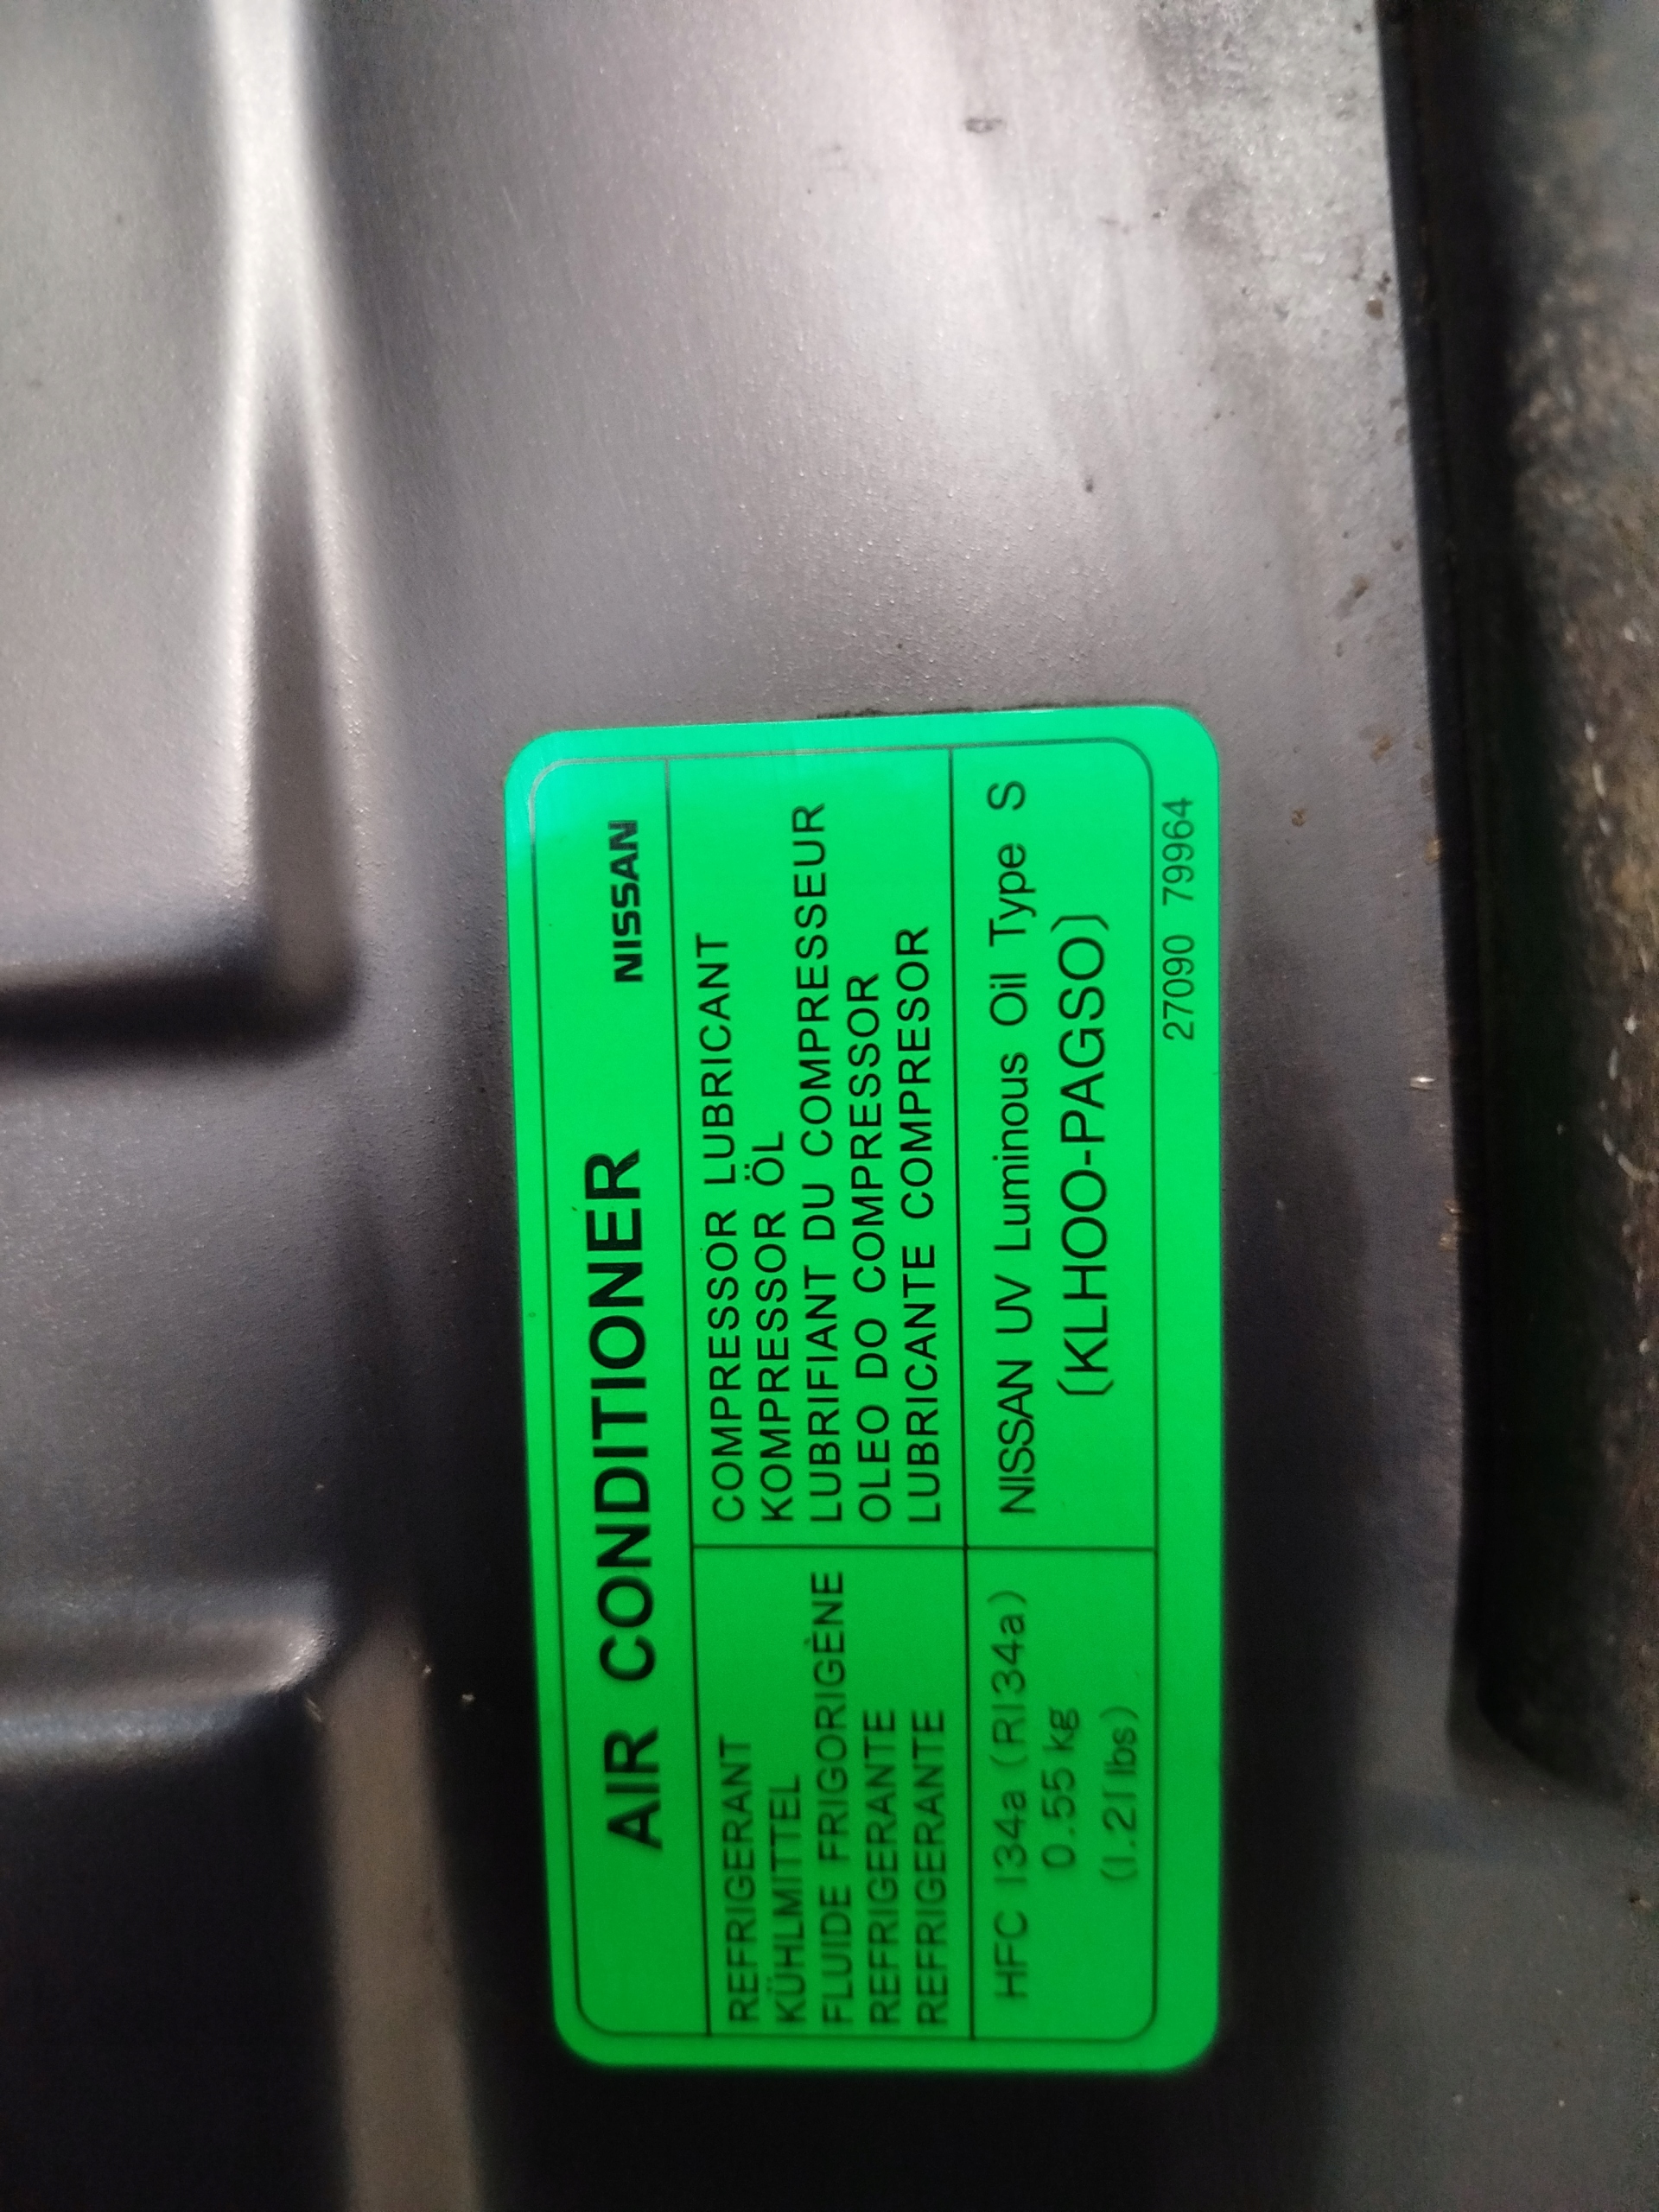 AIR CONDITIONER NISSAN
REFRIGERANT
KÜHLMITTEL
FLUIDE FRIGORIGÈNE
REFRIGERANTE
REFRIGERANTE
COMPRESSOR LUBRICANT
KOMPRESSOR ÖL
LUBRIFIANT DU COMPRESSEUR
OLEO DO COMPRESSOR
LUBRICANTE COMPRESOR
HFC 134a (R134a)
0.55 kg
(1.21 lbs)
NISSAN UV Luminous Oil Type S
(KLHOO-PAGSO)
27090 79964